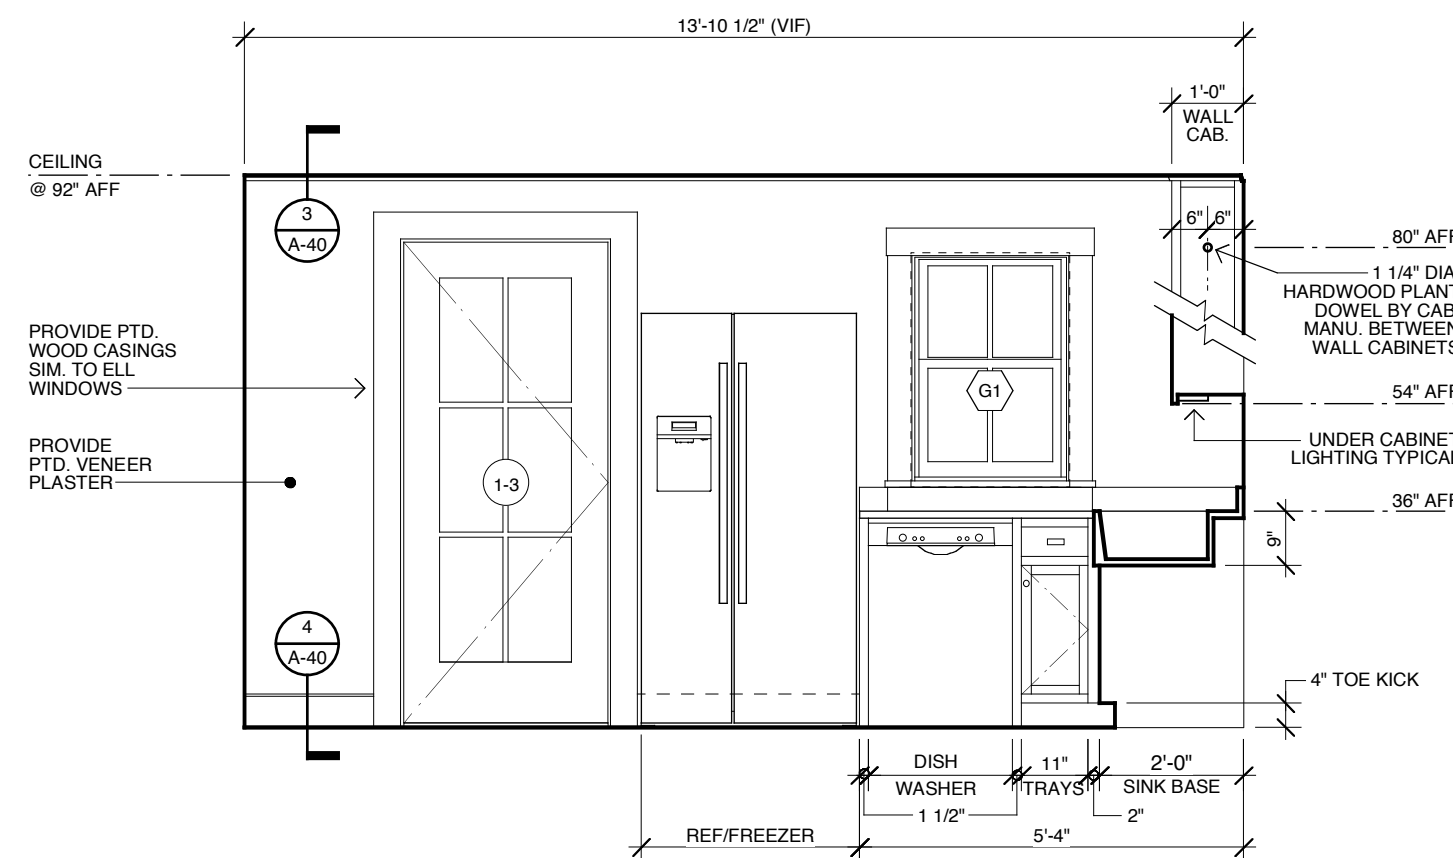 13'-10 1/2" (VIF)
1'-0"
WALL
CAB.
CEILING
@ 92" AFF
3
A-40
6" 6"
80" AFF
1 1/4" DIA
HARDWOOD PLANT
DOWEL BY CAB
MANU. BETWEEN
WALL CABINETS
PROVIDE PTD.
WOOD CASINGS
SIM. TO ELL
WINDOWS
G1
54" AFF
PROVIDE
PTD. VENEER
PLASTER
1-3
UNDER CABINET
LIGHTING TYPICAL
36" AFF
9"
4
A-40
4" TOE KICK
DISH
WASHER
11"
TRAYS
2'-0"
SINK BASE
1 1/2"
2"
REF/FREEZER
5'-4"